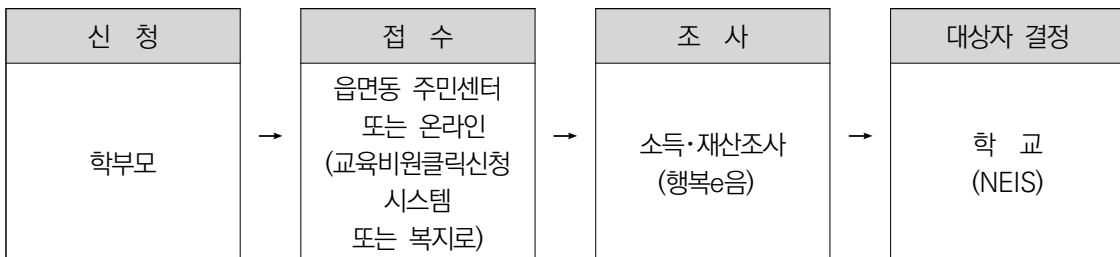 신 청
학부모
→
접 수
읍면동 주민센터
또는 온라인
(교육비원클릭신청
시스템
또는 복지로)
→
조 사
소득･재산조사
(행복e음)
→
대상자 결정
학 교
(NEIS)